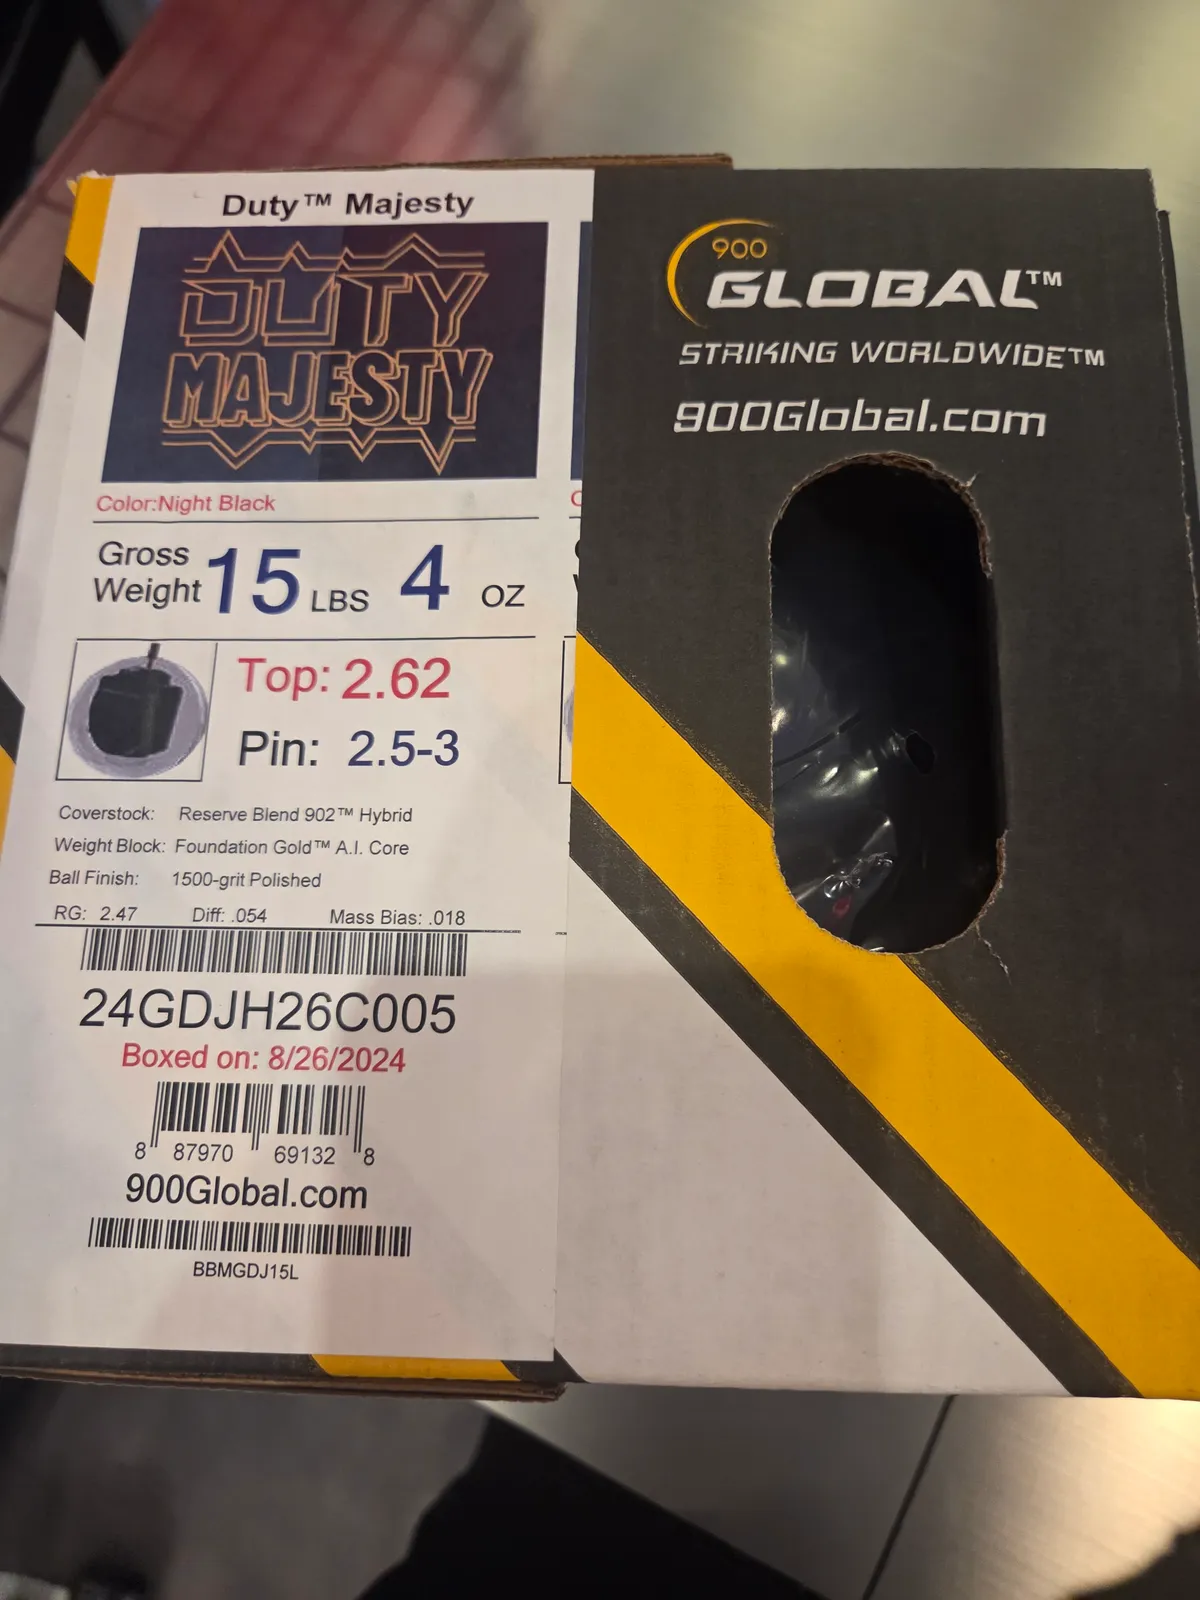 Duty™ Majesty
DUTY
MAJESTY
Color:Night Black
Gross Weight 15 LBS 4 OZ
Top: 2.62
Pin: 2.5-3
Coverstock: Reserve Blend 902™ Hybrid
Weight Block: Foundation Gold™ A.I. Core
Ball Finish: 1500-grit Polished
RG: 2.47 Diff: .054 Mass Bias: .018
24GDJH26C005
Boxed on: 8/26/2024
8 87970 69132 8
900Global.com
BBMGDJ15L
900
GLOBAL™
STRIKING WORLDWIDE™
900Global.com